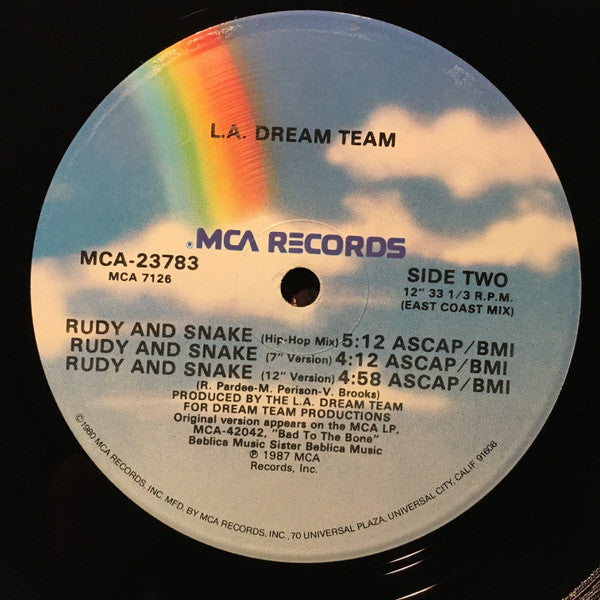 L.A. DREAM TEAM
® MCA RECORDS
MCA-23783
MCA 7126
SIDE TWO
12" 33 1/3 R.P.M.
(EAST COAST MIX)
RUDY AND SNAKE (Hip-Hop Mix) 5:12 ASCAP/BMI
RUDY AND SNAKE (7" Version) 4:12 ASCAP/BMI
RUDY AND SNAKE (12" Version) 4:58 ASCAP/BMI
(R. Pardee-M. Perison-V. Brooks)
PRODUCED BY THE L.A. DREAM TEAM
FOR DREAM TEAM PRODUCTIONS
Original version appears on the MCA LP.
MCA-42042, "Bad To The Bone"
Beblica Music Sister Beblica Music
℗ 1987 MCA
Records, Inc.
©1980 MCA RECORDS, INC. MFD. BY MCA RECORDS, INC., 70 UNIVERSAL PLAZA, UNIVERSAL CITY, CALIF. 91608